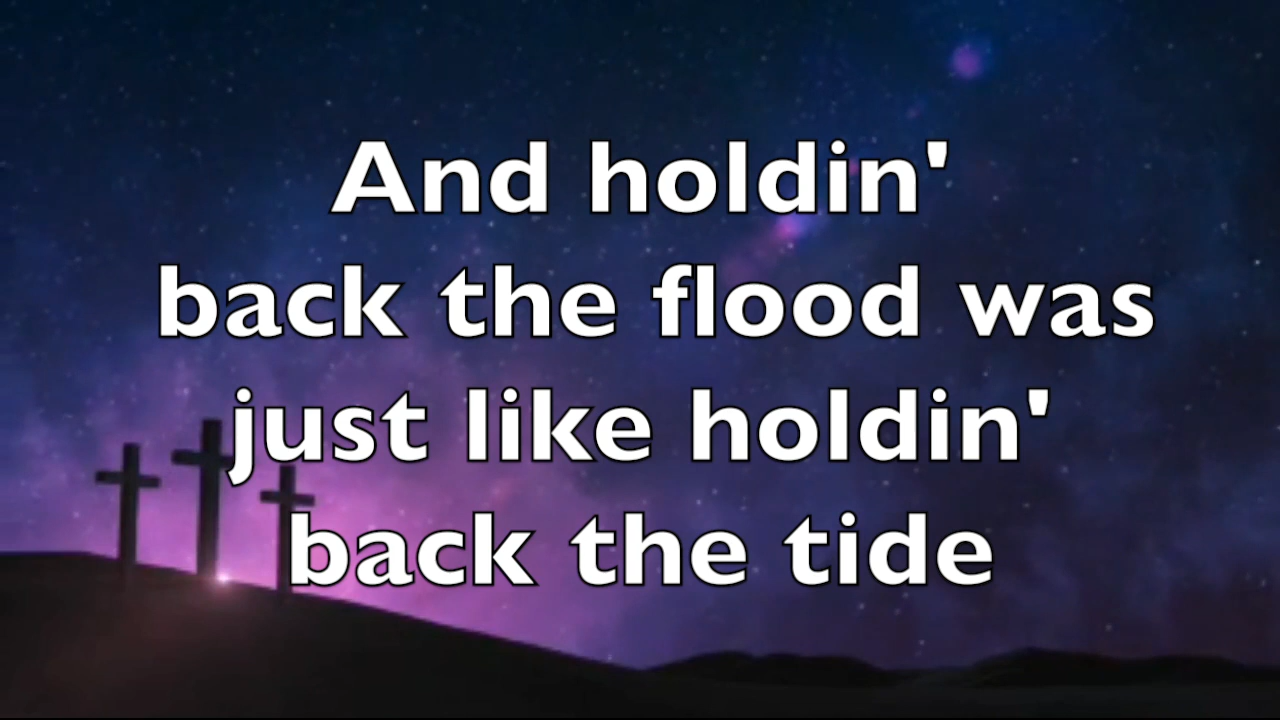 And holdin'
back the flood was
just like holdin'
back the tide